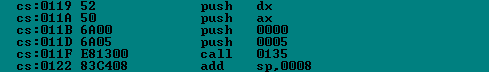 cs:0119 52 push dx
cs:011A 50 push ax
cs:011B 6A00 push 0000
cs:011D 6A05 push 0005
cs:011F E81300 call 0135
cs:0122 83C408 add sp,0008